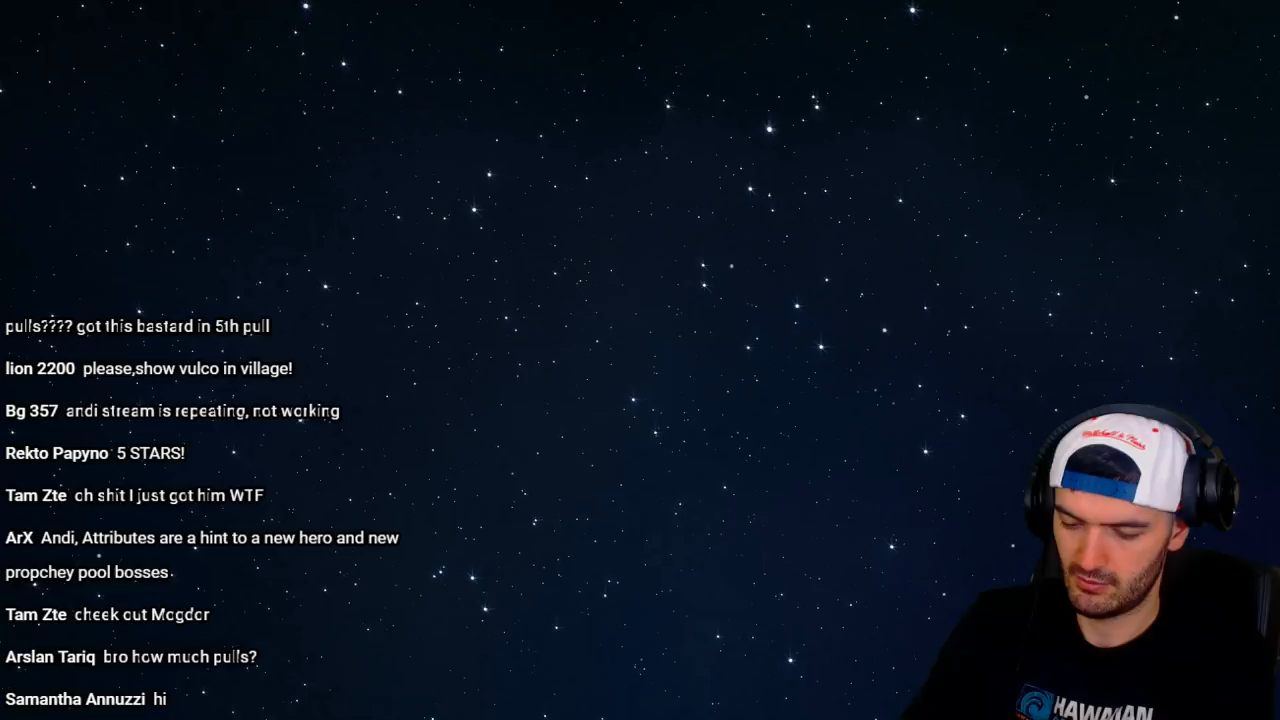 pulls???? got this bastard in 5th pull
lion 2200 please,show vulco in village!
Bg 357 andi stream is repeating, not working
Rekto Papyno 5 STARS!
Tam Zte oh shit I just got him WTF
ArX Andi, Attributes are a hint to a new hero and new
propchey pool bosses
Tam Zte check out Mogdor
Arslan Tariq bro how much pulls?
Samantha Annuzzi hi
Mitchell & Ness
HAWMAN